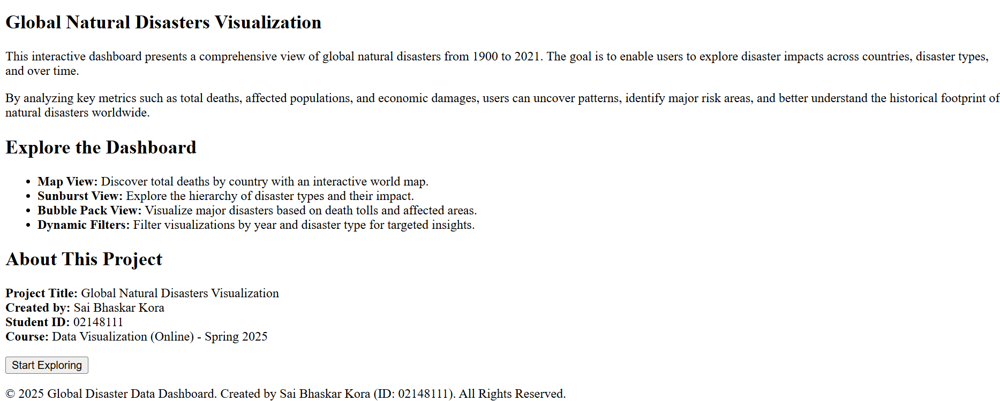 Global Natural Disasters Visualization
This interactive dashboard presents a comprehensive view of global natural disasters from 1900 to 2021. The goal is to enable users to explore disaster impacts across countries, disaster types,
and over time.
By analyzing key metrics such as total deaths, affected populations, and economic damages, users can uncover patterns, identify major risk areas, and better understand the historical footprint of
natural disasters worldwide.
Explore the Dashboard
• Map View: Discover total deaths by country with an interactive world map.
• Sunburst View: Explore the hierarchy of disaster types and their impact.
• Bubble Pack View: Visualize major disasters based on death tolls and affected areas.
• Dynamic Filters: Filter visualizations by year and disaster type for targeted insights.
About This Project
Project Title: Global Natural Disasters Visualization
Created by: Sai Bhaskar Kora
Student ID: 02148111
Course: Data Visualization (Online) - Spring 2025
Start Exploring
© 2025 Global Disaster Data Dashboard. Created by Sai Bhaskar Kora (ID: 02148111). All Rights Reserved.